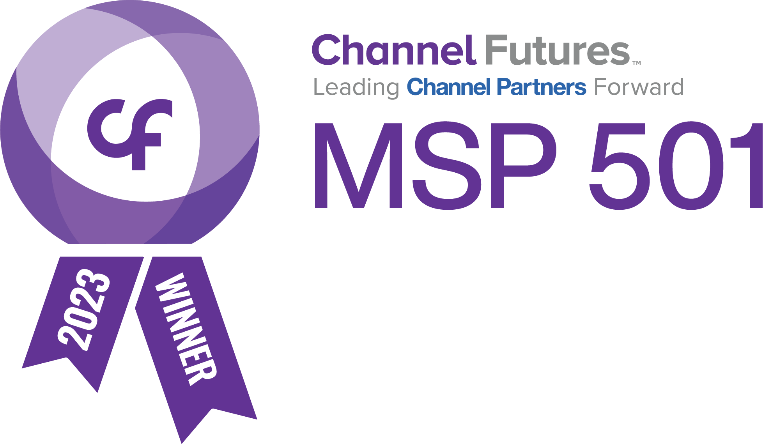 cf
2023
WINNER
Channel Futures™
Leading Channel Partners Forward
MSP 501